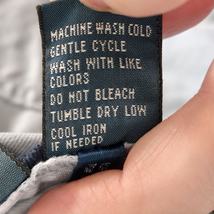 MACHINE WASH COLD
GENTLE CYCLE
WASH WITH LIKE
COLORS
DO NOT BLEACH
TUMBLE DRY LOW
COOL IRON
IF NEEDED